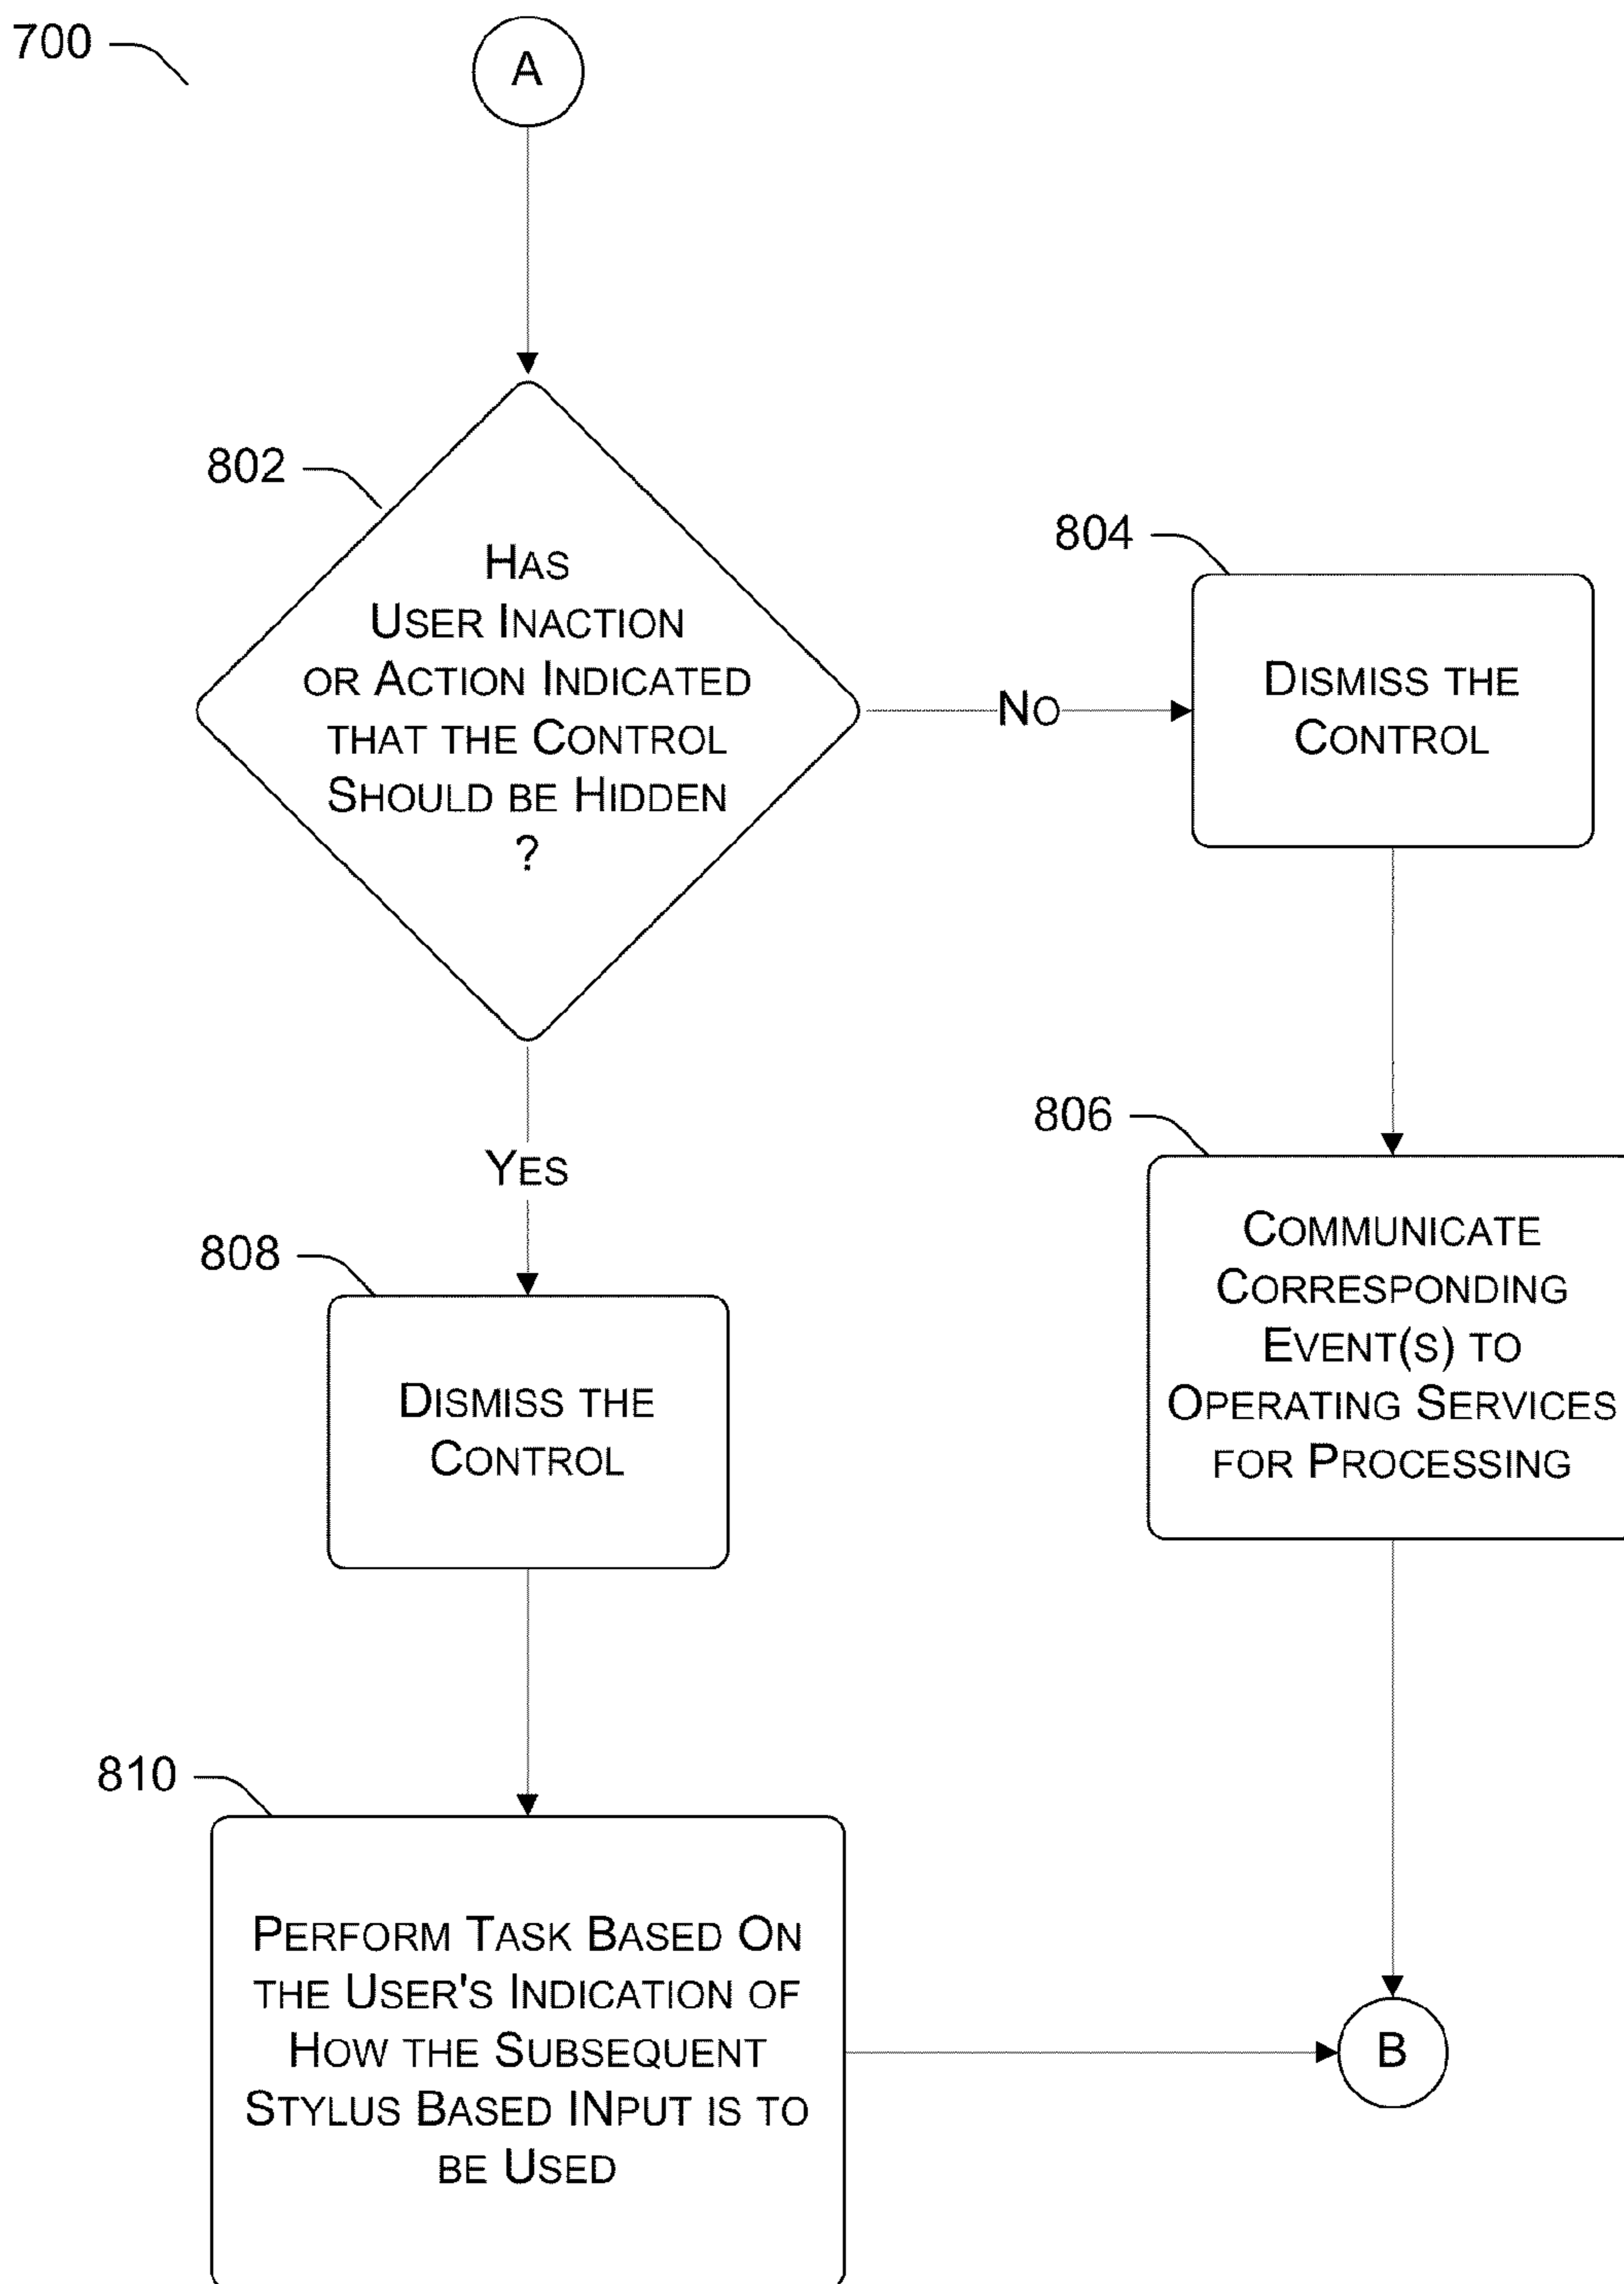 700
A
802
HAS
USER INACTION
OR ACTION INDICATED
THAT THE CONTROL
SHOULD BE HIDDEN
?
NO
804
DISMISS THE
CONTROL
806
COMMUNICATE
CORRESPONDING
EVENT(S) TO
OPERATING SERVICES
FOR PROCESSING
YES
808
DISMISS THE
CONTROL
810
PERFORM TASK BASED ON
THE USER'S INDICATION OF
HOW THE SUBSEQUENT
STYLUS BASED INPUT IS TO
BE USED
B